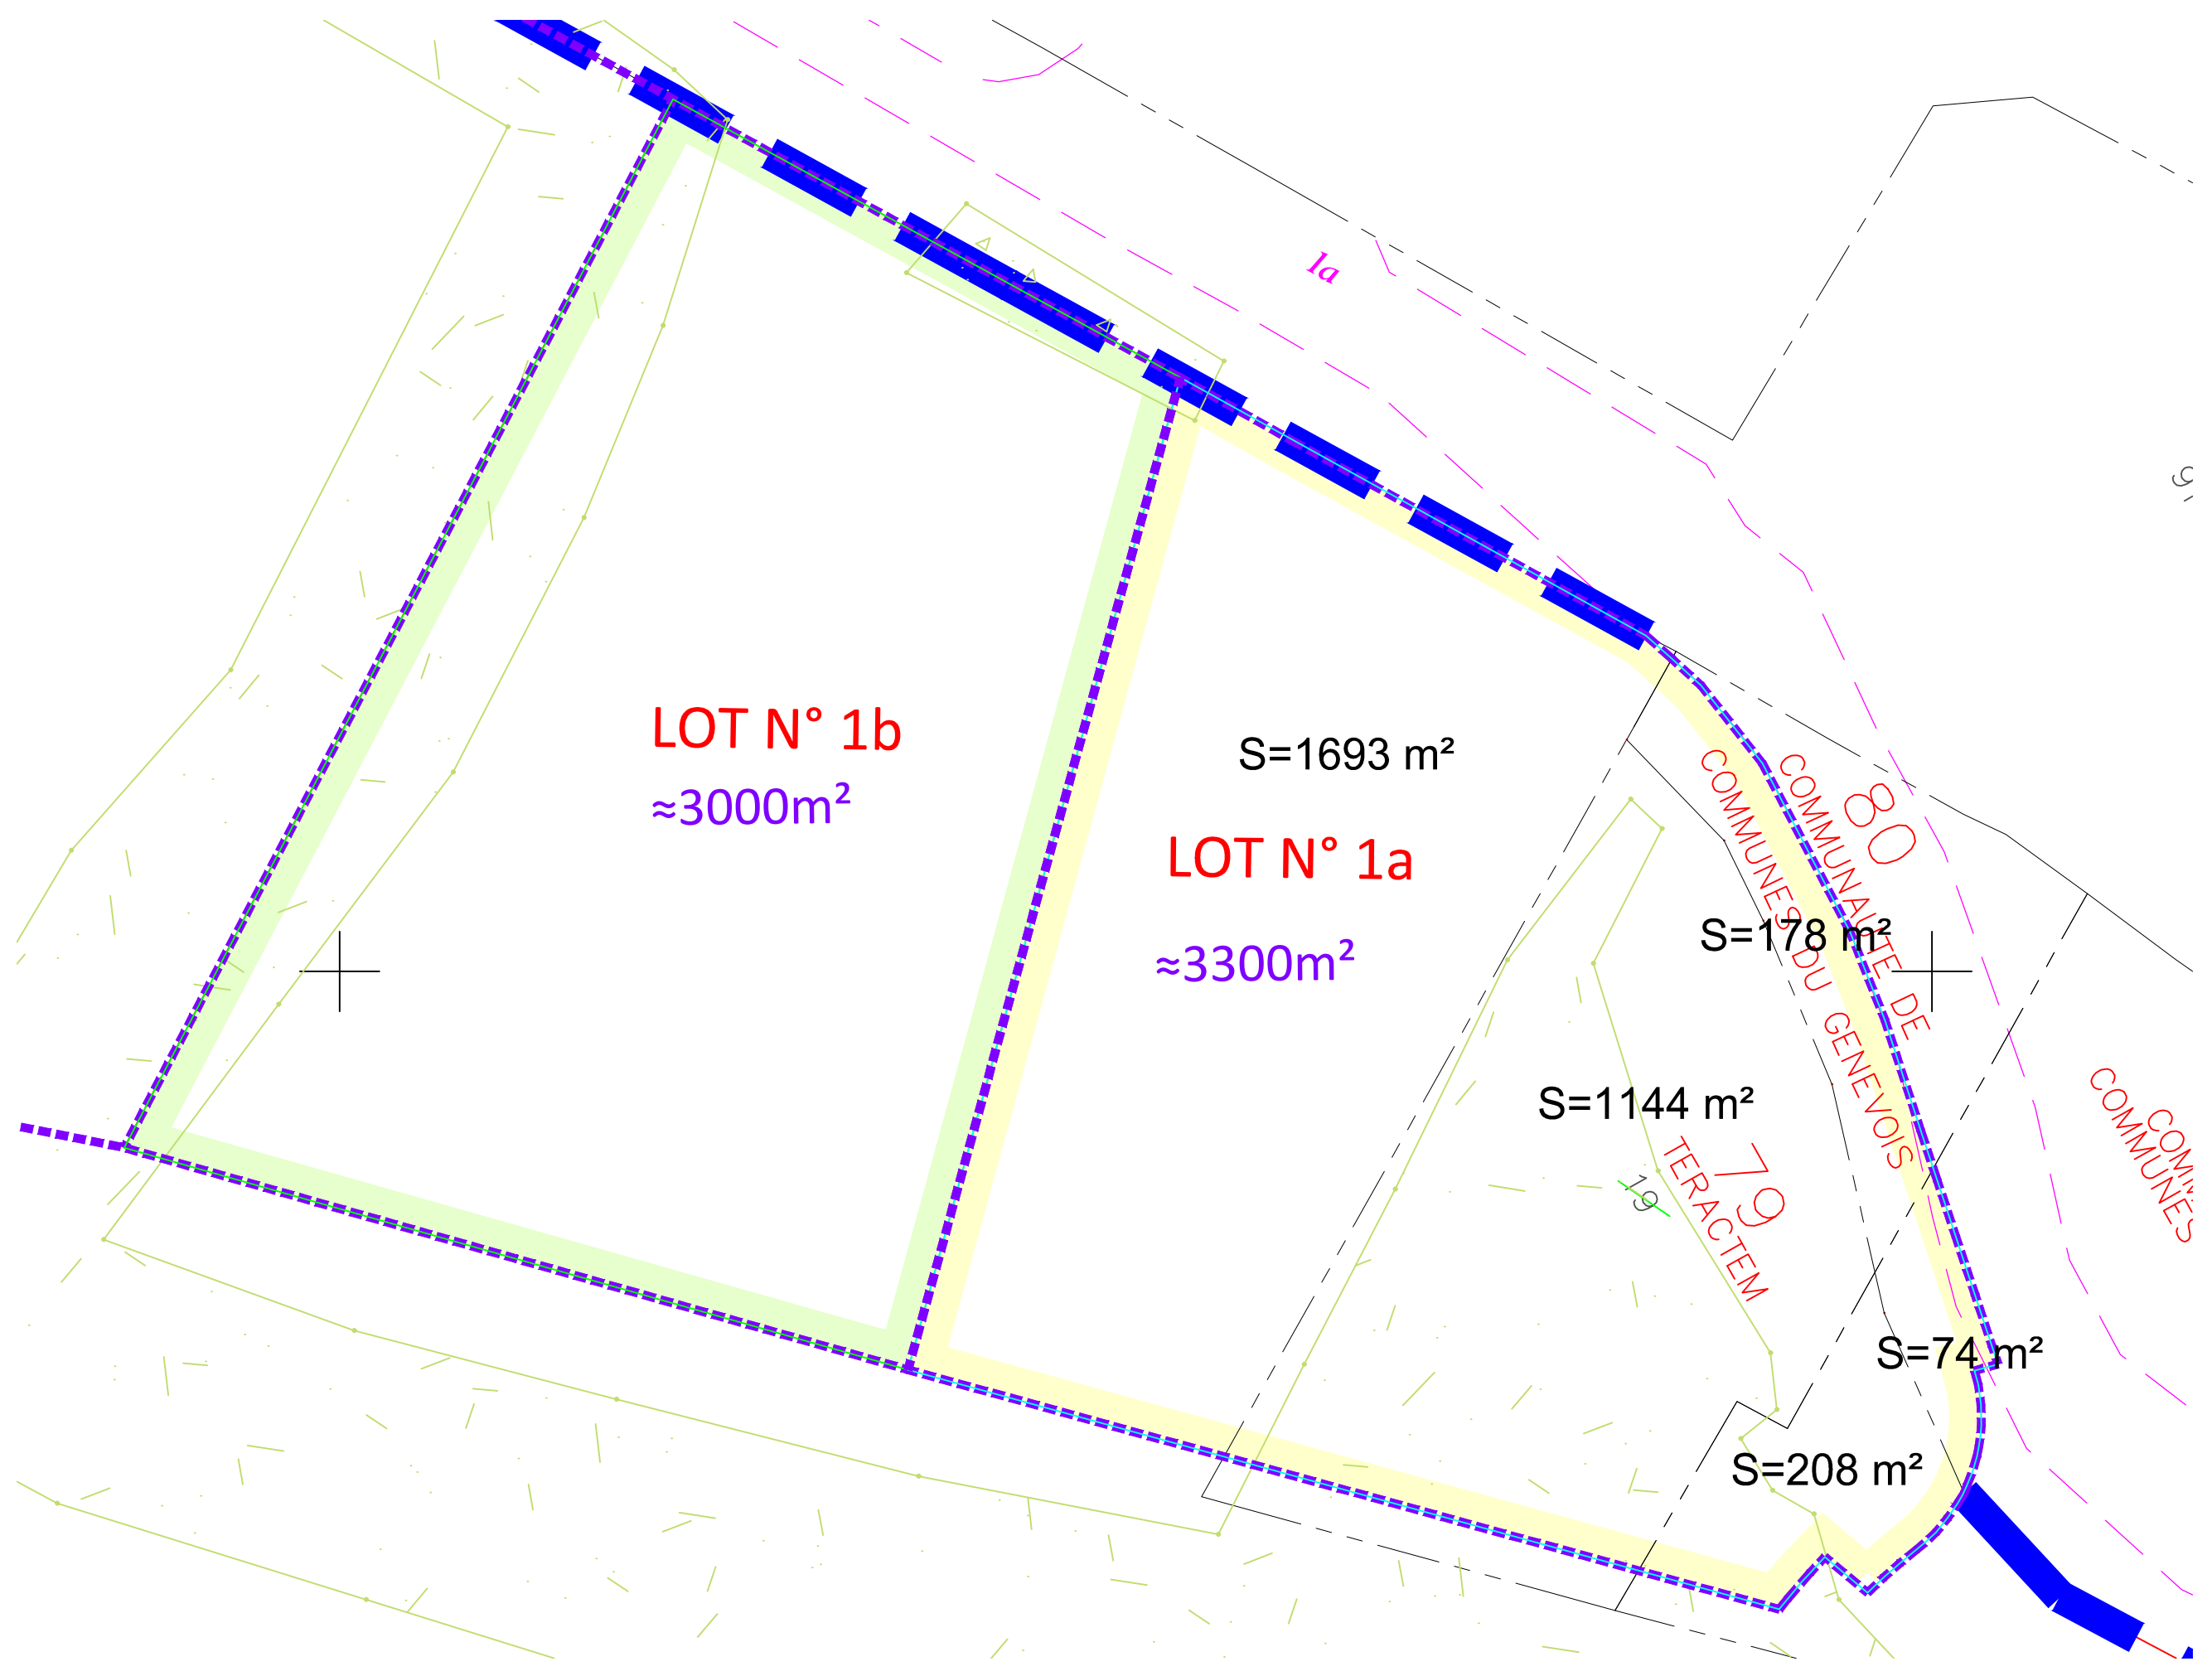 la
LOT N° 1b
≈3000m²
S=1693 m²
LOT N° 1a
≈3300m²
80
COMMUNAUTE DE
COMMUNES DU GENEVOIS
S=178 m²
S=1144 m²
79
TERACTEM
19
S=74 m²
S=208 m²
COMMUNES